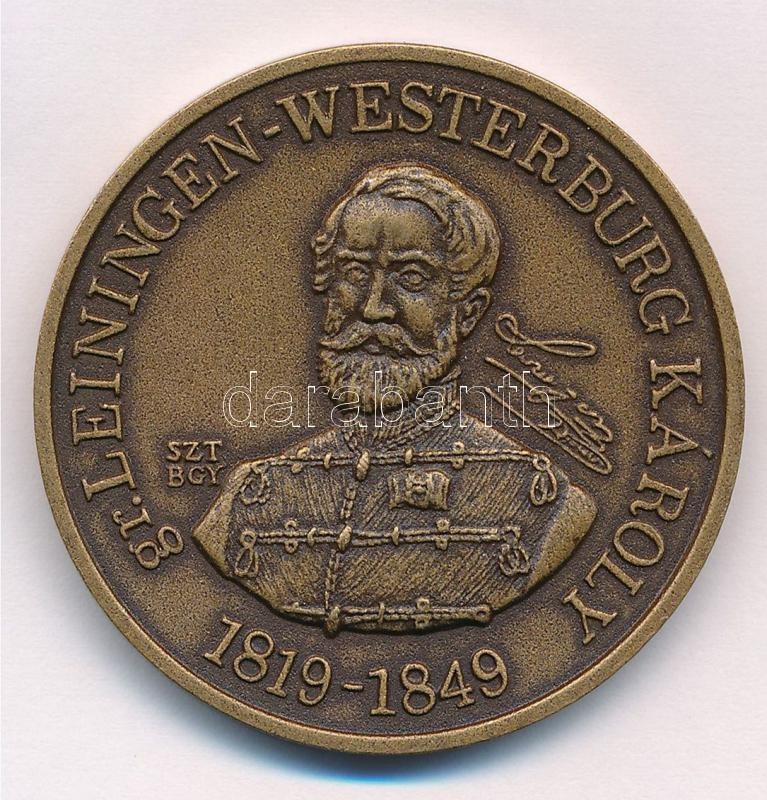 gr. LEININGEN-WESTERBURG KÁROLY
SZT
BGY
1819-1849
darabanth